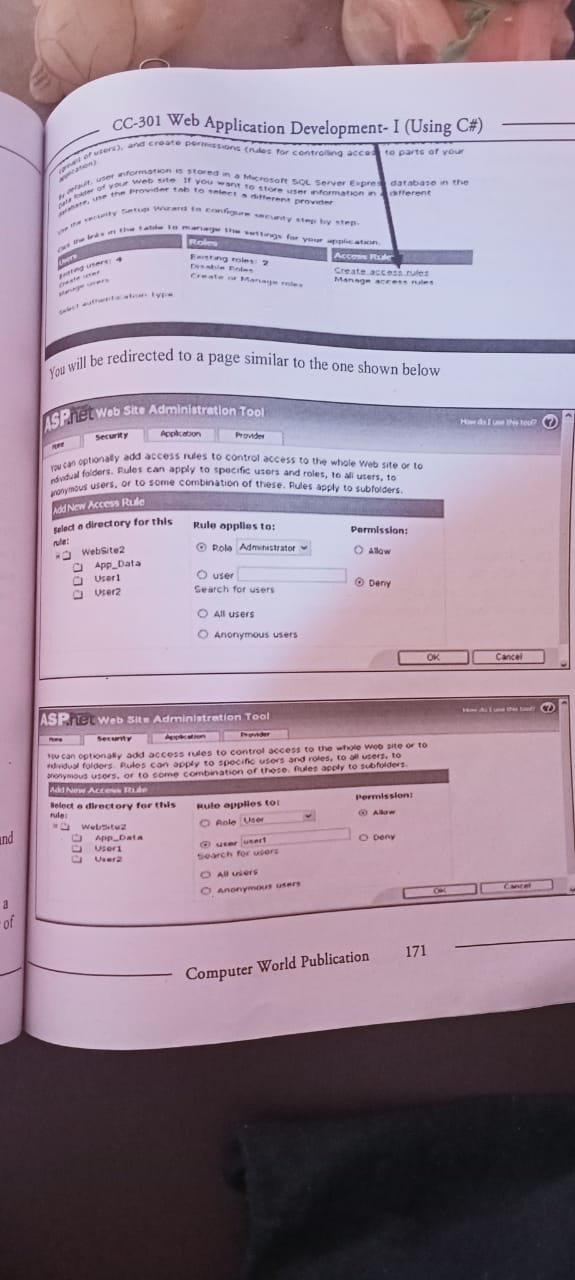 CC-301 Web Application Development- I (Using C#)
(groups of users), and create permissions (rules for controlling access to parts of your
application).
By default, user information is stored in a Microsoft SQL Server Express database in the
Data folder of your Web site. If you want to store user information in a different
database, use the Provider tab to select a different provider.
Use the security Setup Wizard to configure security step by step.
Click the links in the table to manage the settings for your application.
Users Roles Access Rule
Existing users: 4 Existing roles: 2 Create access rules
Create user Disable Roles Manage access rules
Manage users Create or Manage roles
Select authentication type
You will be redirected to a page similar to the one shown below
ASP.net Web Site Administration Tool
How do I use this tool? ?
Home Security Application Provider
You can optionally add access rules to control access to the whole Web site or to
individual folders. Rules can apply to specific users and roles, to all users, to
anonymous users, or to some combination of these. Rules apply to subfolders.
Add New Access Rule
Select a directory for this Rule applies to: Permission:
rule:
WebSite2 Role Administrator Allow
App_Data
User1 user Deny
User2 Search for users
All users
Anonymous users
OK Cancel
ASP.net Web Site Administration Tool
How do I use this tool? ?
Home Security Application Provider
You can optionally add access rules to control access to the whole Web site or to
individual folders. Rules can apply to specific users and roles, to all users, to
anonymous users, or to some combination of these. Rules apply to subfolders.
Add New Access Rule
Select a directory for this Rule applies to: Permission:
rule:
WebSite2 Role User Allow
App_Data
User1 user user1 Deny
User2 Search for users
All users
Anonymous users
OK Cancel
Computer World Publication 171
a
of